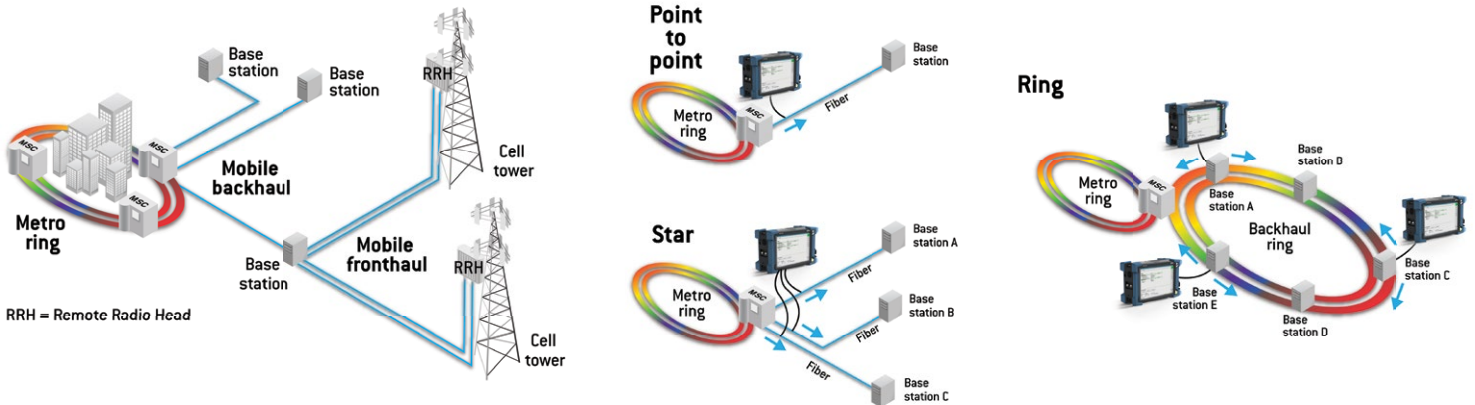 Base
station
Base
station
RRH
MSC
MSC
MSC
Mobile
backhaul
Cell
tower
Metro
ring
Base
station
Mobile
fronthaul
RRH
RRH = Remote Radio Head
Cell
tower
Point
to
point
Base
station
Fiber
Metro
ring
MSC
Star
Base
station A
Fiber
Metro
ring
MSC
Base
station B
Fiber
Fiber
Base
station C
Ring
Base
station D
Metro
ring
MSC
Base
station A
Backhaul
ring
Base
station C
Base
station E
Base
station D